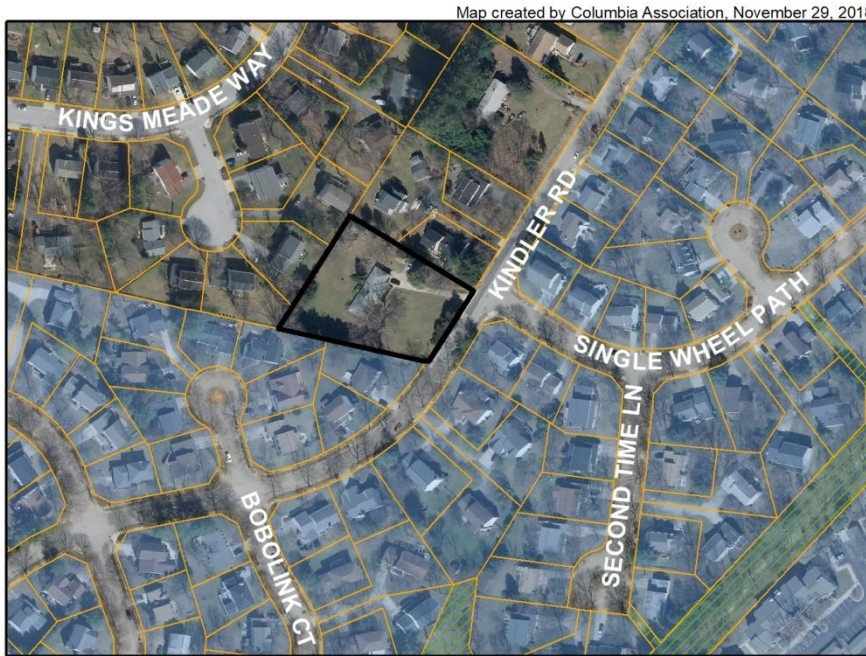 Map created by Columbia Association, November 29, 2018
KINGS MEADE WAY
KINDLER RD
SINGLE WHEEL PATH
SECOND TIME LN
BOBOLINK CT